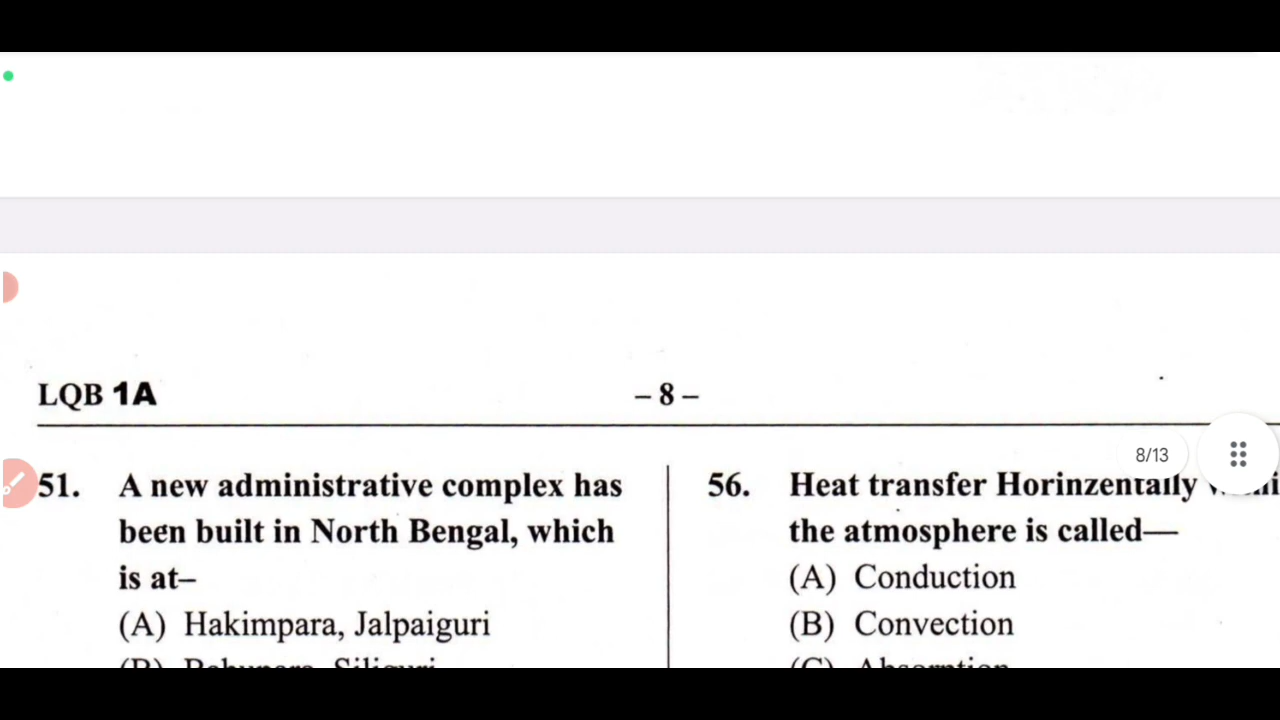 LQB 1A
– 8 –
8/13
51. A new administrative complex has
been built in North Bengal, which
is at–
(A) Hakimpara, Jalpaiguri
56. Heat transfer Horinzentally
the atmosphere is called—
(A) Conduction
(B) Convection
(C) Absorption